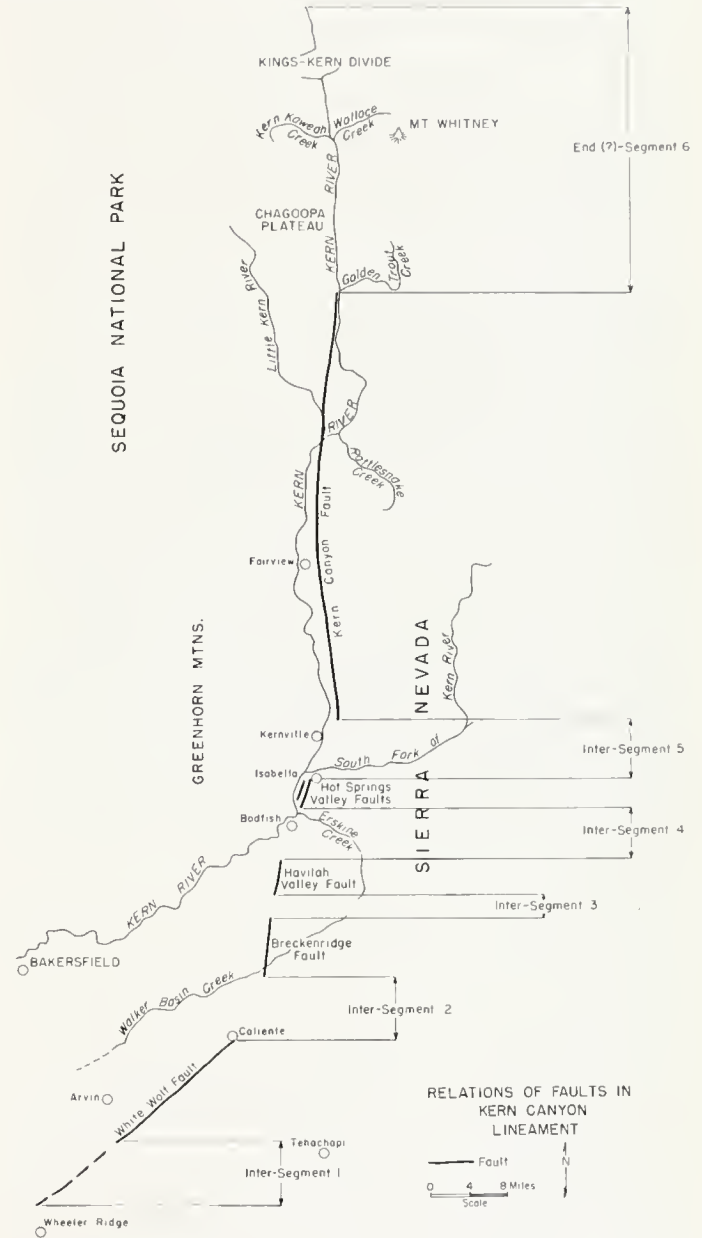 KINGS-KERN DIVIDE
Kern Kaweah
Creek
Wallace
Creek
MT WHITNEY
End (?)-Segment 6
RIVER
SEQUOIA NATIONAL PARK
CHAGOOPA
PLATEAU
KERN
Golden
Trout
Creek
Little Kern River
RIVER
Rattlesnake
Creek
KERN
Kern Canyon Fault
Fairview
GREENHORN MTNS.
SIERRA NEVADA
Kernville
South Fork of Kern River
Inter-Segment 5
Isabella
Hot Springs
Valley Faults
Bodfish
Erskine
Creek
Inter-Segment 4
KERN RIVER
Havilah
Valley Fault
Inter-Segment 3
Breckenridge
Fault
BAKERSFIELD
Walker Basin Creek
Inter-Segment 2
Caliente
Arvin
White Wolf Fault
RELATIONS OF FAULTS IN
KERN CANYON
LINEAMENT
Tehachapi
Fault
N
Inter-Segment 1
0 4 8 Miles
Scale
Wheeler Ridge